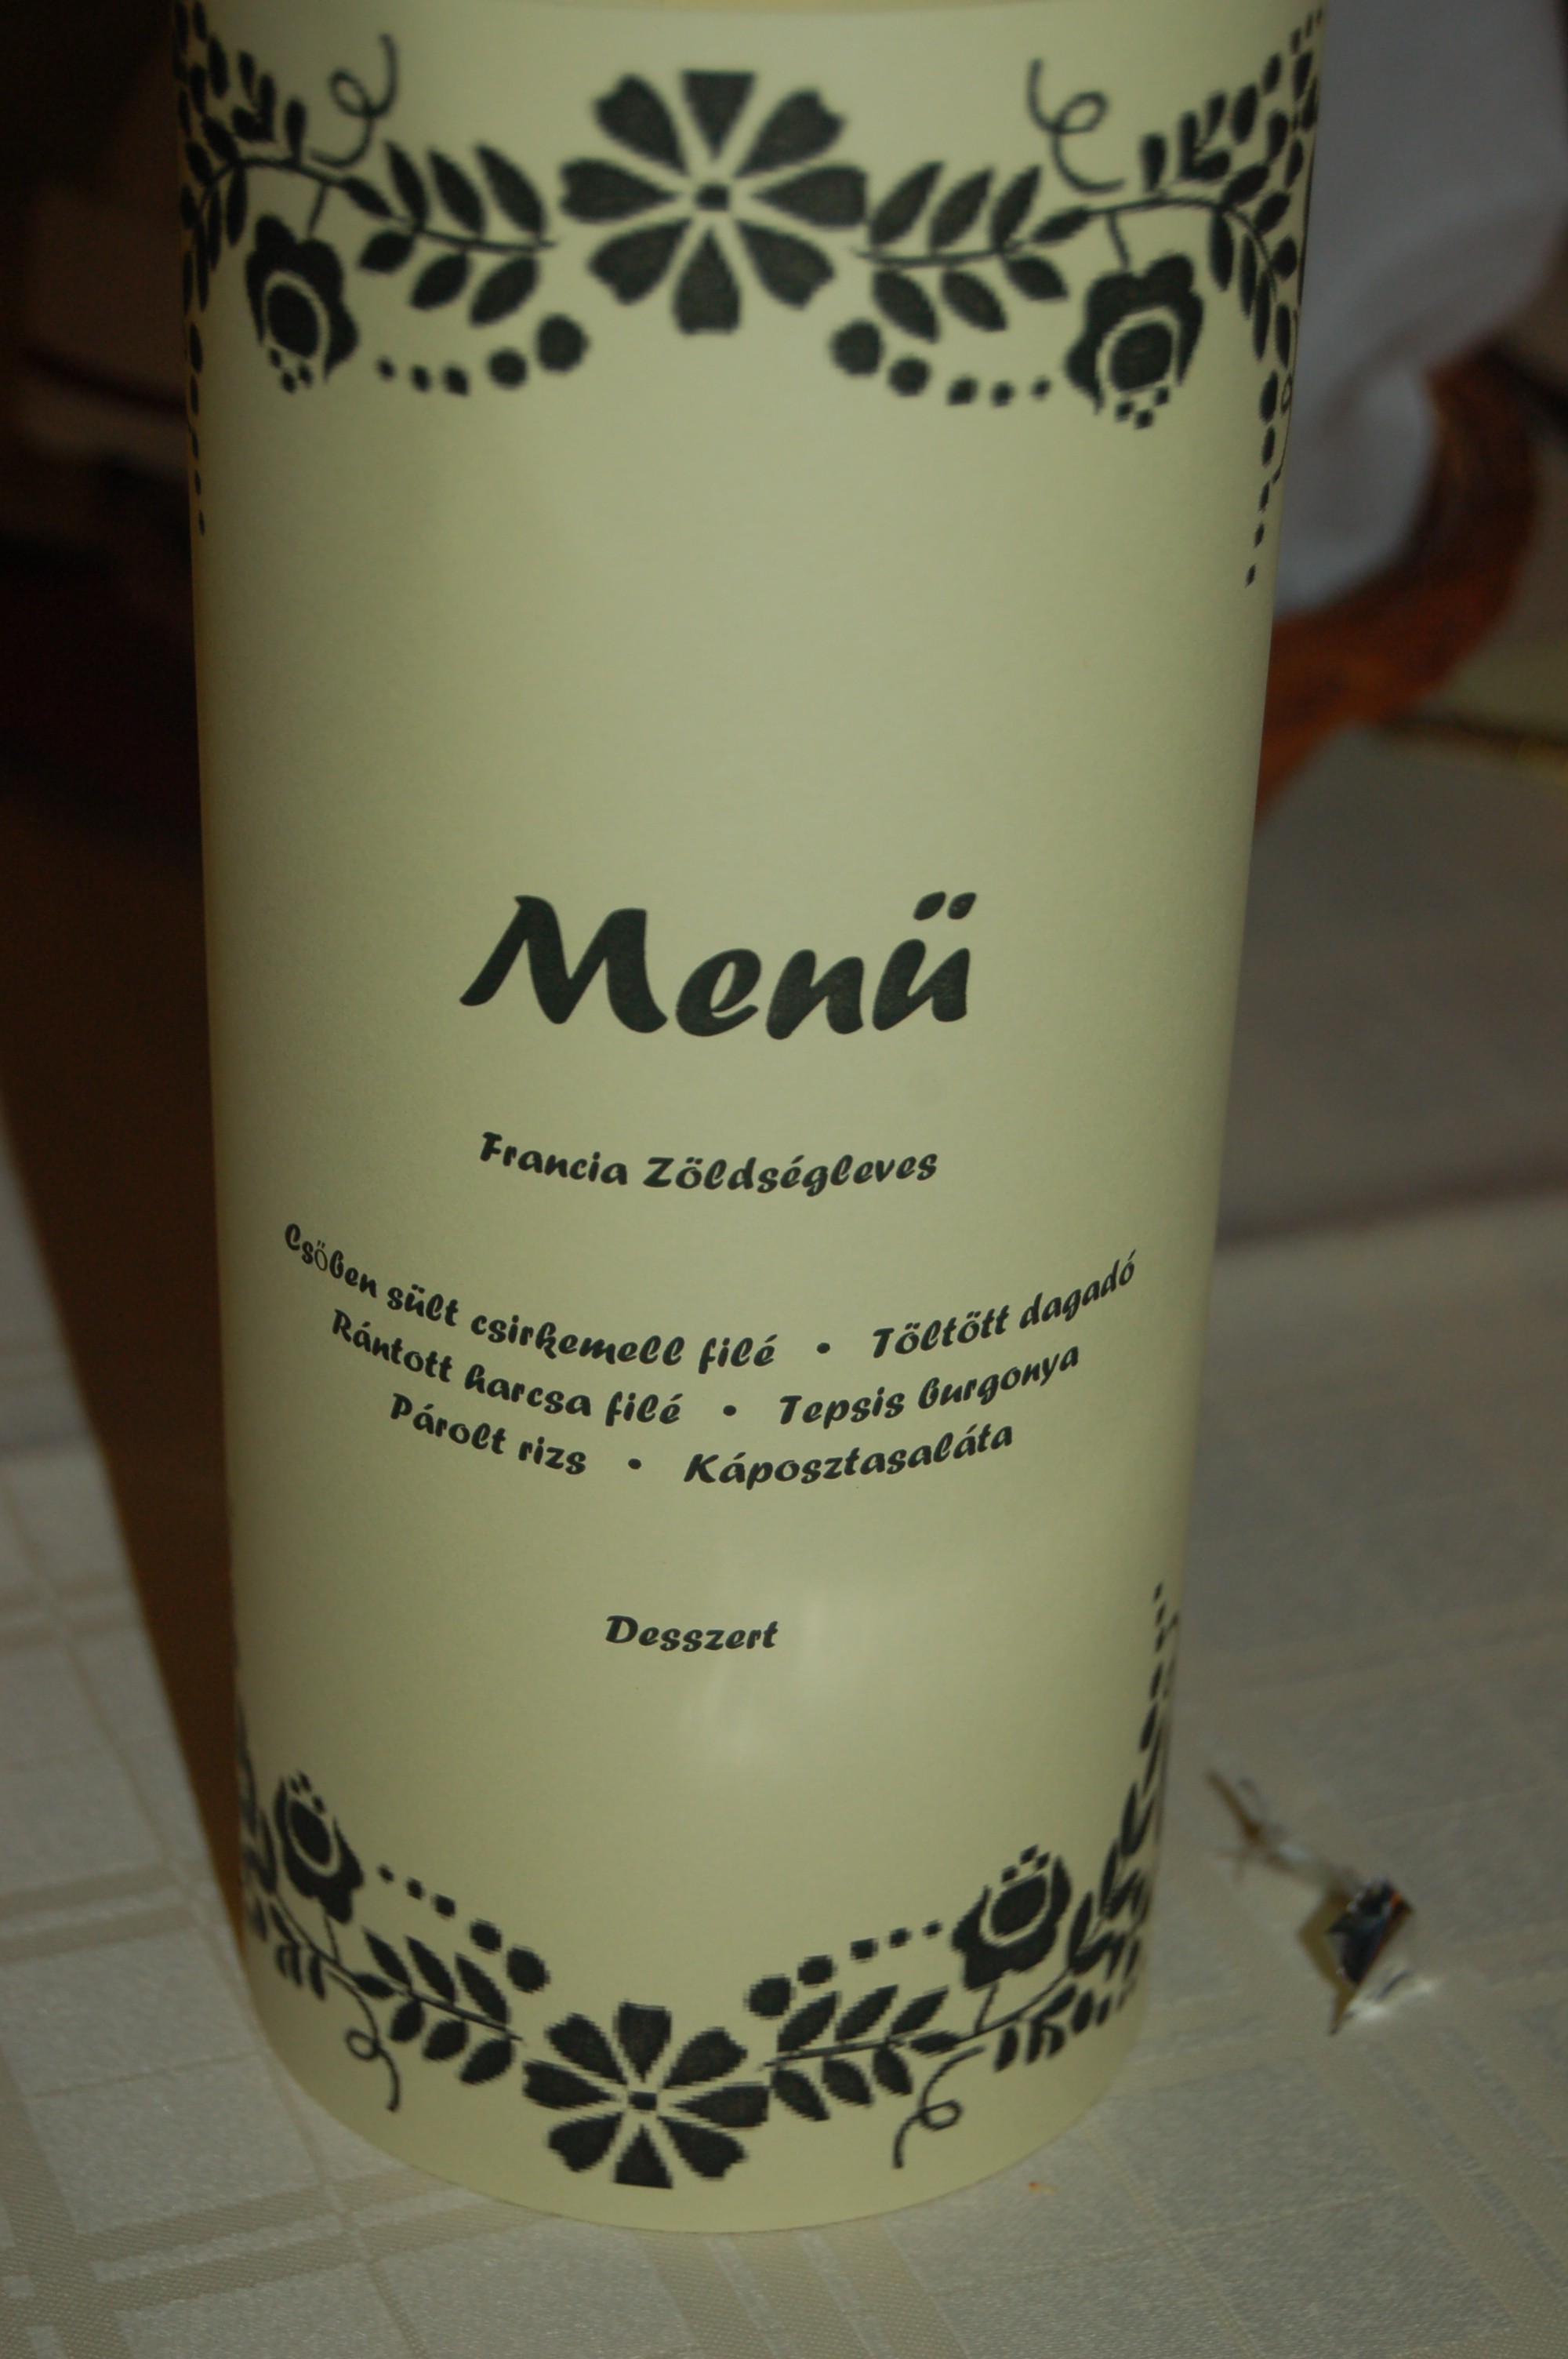 Menü
Francia Zöldségleves
Csőben sült csirkemell filé • Töltött dagadó
Rántott harcsa filé • Tepsis burgonya
Párolt rizs • Káposztasaláta
Desszert